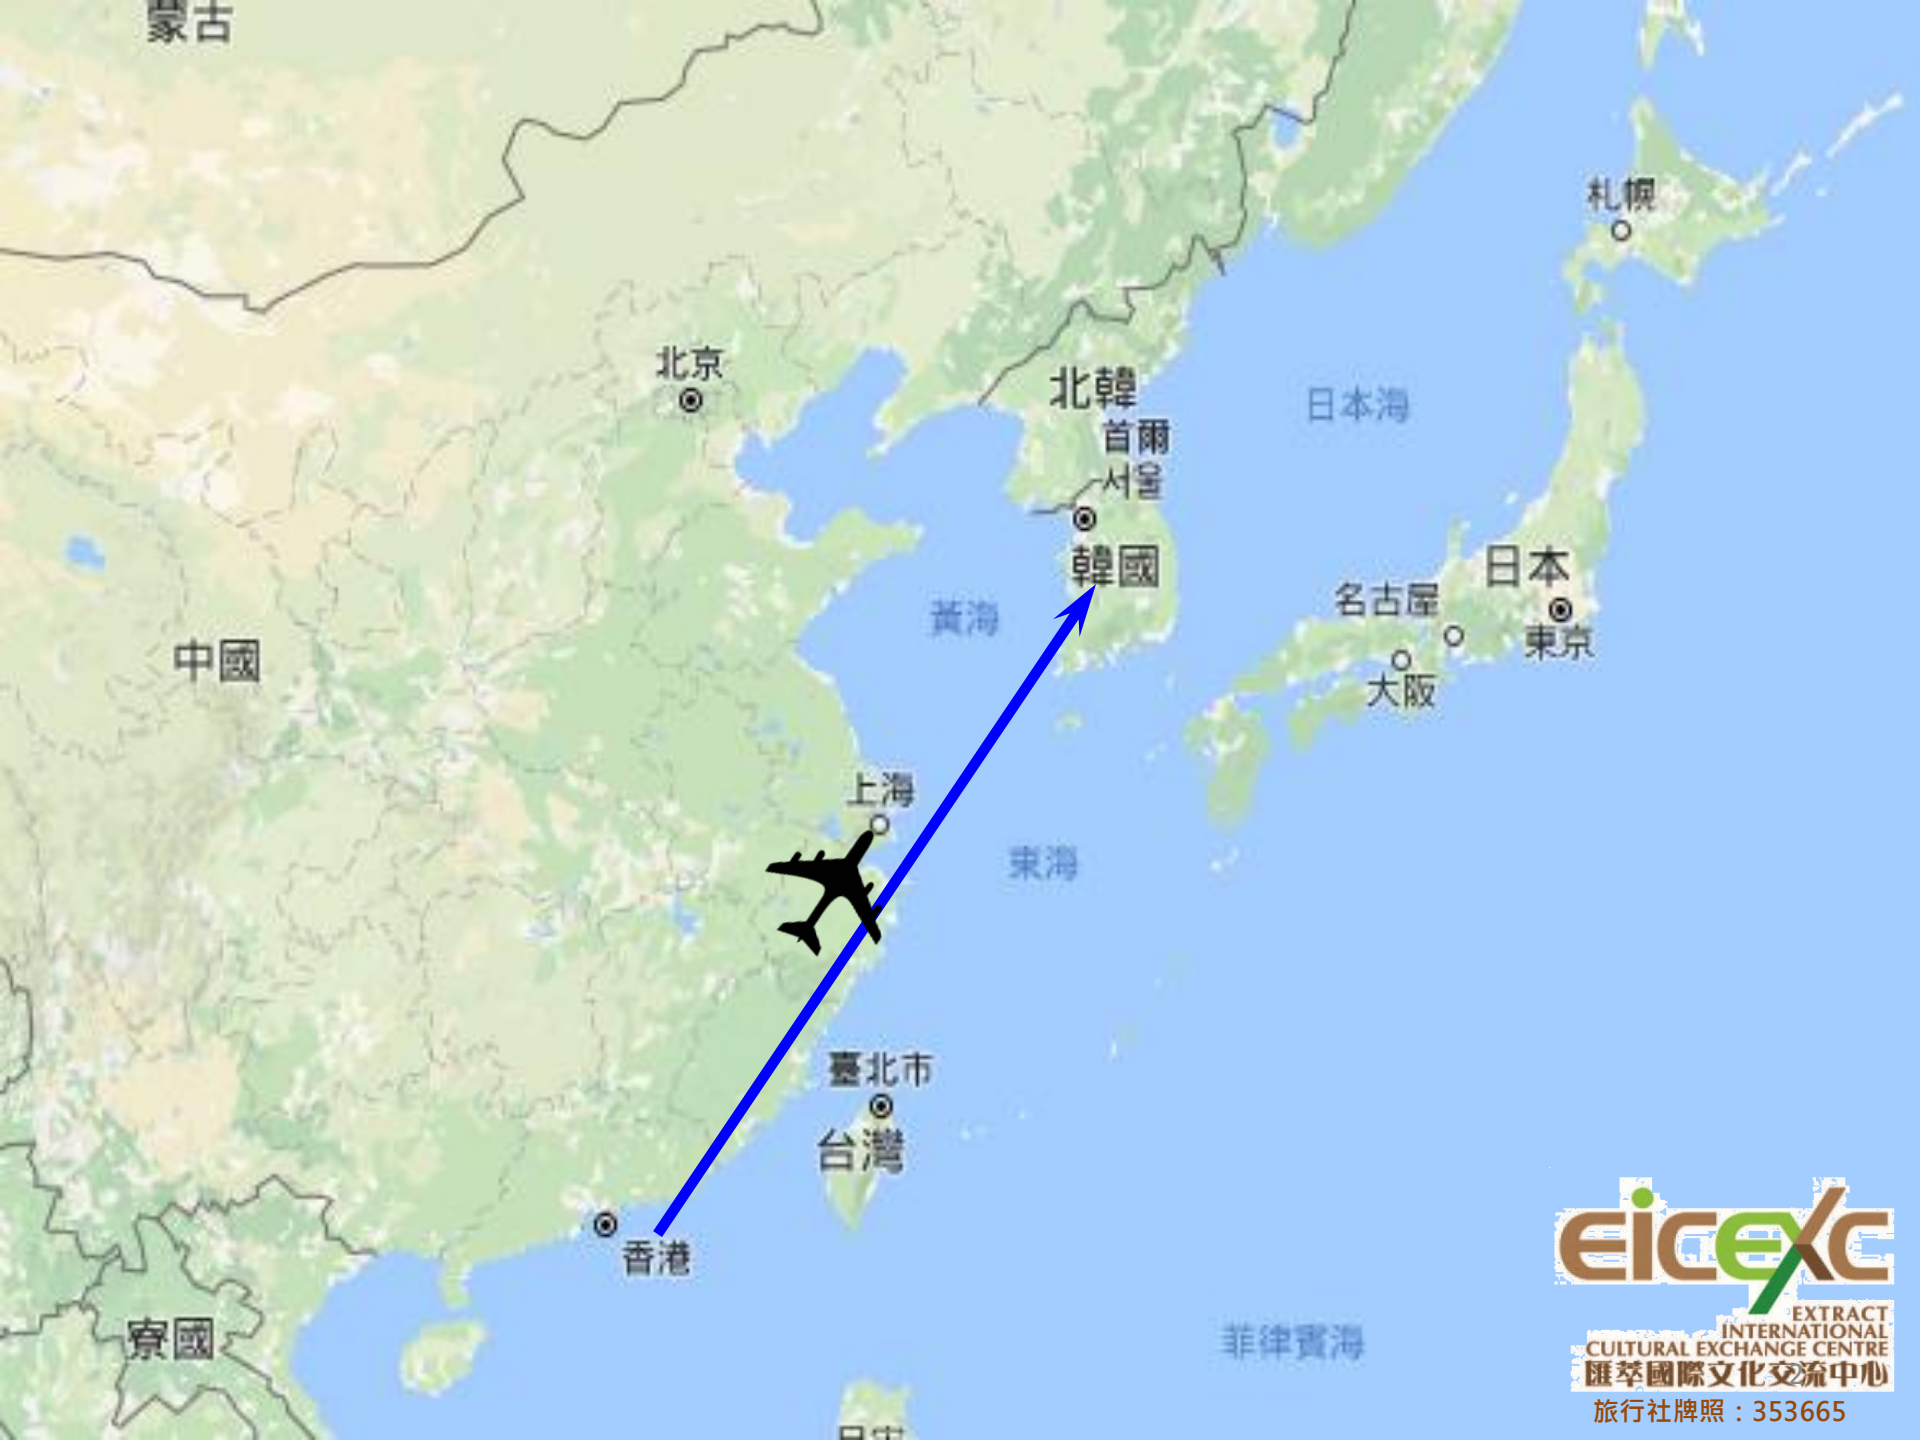 蒙古
札幌
北京
北韓
日本海
首爾
서울
韓國
日本
名古屋
黃海
東京
中國
大阪
上海
東海
臺北市
台灣
eicexc
香港
EXTRACT
INTERNATIONAL
寮國
菲律賓海
CULTURAL EXCHANGE CENTRE
匯萃國際文化交流中心
2
旅行社牌照：353665